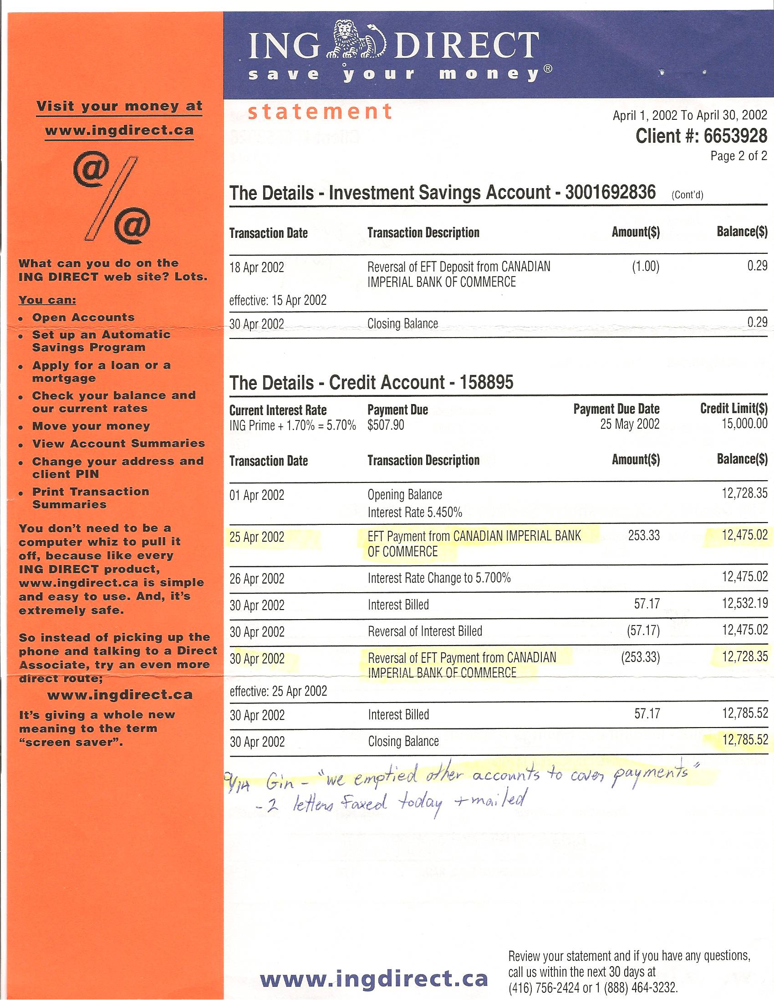 ING DIRECT
save your money®
Visit your money at
www.ingdirect.ca
@
@
What can you do on the
ING DIRECT web site? Lots.
You can:
• Open Accounts
• Set up an Automatic
Savings Program
• Apply for a loan or a
mortgage
• Check your balance and
our current rates
• Move your money
• View Account Summaries
• Change your address and
client PIN
• Print Transaction
Summaries
You don't need to be a
computer whiz to pull it
off, because like every
ING DIRECT product,
www.ingdirect.ca is simple
and easy to use. And, it's
extremely safe.
So instead of picking up the
phone and talking to a Direct
Associate, try an even more
direct route;
www.ingdirect.ca
It's giving a whole new
meaning to the term
“screen saver”.
statement
April 1, 2002 To April 30, 2002
Client #: 6653928
Page 2 of 2
The Details - Investment Savings Account - 3001692836 (Cont'd)
Transaction Date Transaction Description Amount($) Balance($)
18 Apr 2002 Reversal of EFT Deposit from CANADIAN (1.00) 0.29
IMPERIAL BANK OF COMMERCE
effective: 15 Apr 2002
30 Apr 2002 Closing Balance 0.29
The Details - Credit Account - 158895
Current Interest Rate Payment Due Payment Due Date Credit Limit($)
ING Prime + 1.70% = 5.70% $507.90 25 May 2002 15,000.00
Transaction Date Transaction Description Amount($) Balance($)
01 Apr 2002 Opening Balance 12,728.35
Interest Rate 5.450%
25 Apr 2002 EFT Payment from CANADIAN IMPERIAL BANK 253.33 12,475.02
OF COMMERCE
26 Apr 2002 Interest Rate Change to 5.700% 12,475.02
30 Apr 2002 Interest Billed 57.17 12,532.19
30 Apr 2002 Reversal of Interest Billed (57.17) 12,475.02
30 Apr 2002 Reversal of EFT Payment from CANADIAN (253.33) 12,728.35
IMPERIAL BANK OF COMMERCE
effective: 25 Apr 2002
30 Apr 2002 Interest Billed 57.17 12,785.52
30 Apr 2002 Closing Balance 12,785.52
9/14 Gin - "we emptied other accounts to cover payments"
- 2 letters faxed today + mailed
www.ingdirect.ca
Review your statement and if you have any questions,
call us within the next 30 days at
(416) 756-2424 or 1 (888) 464-3232.